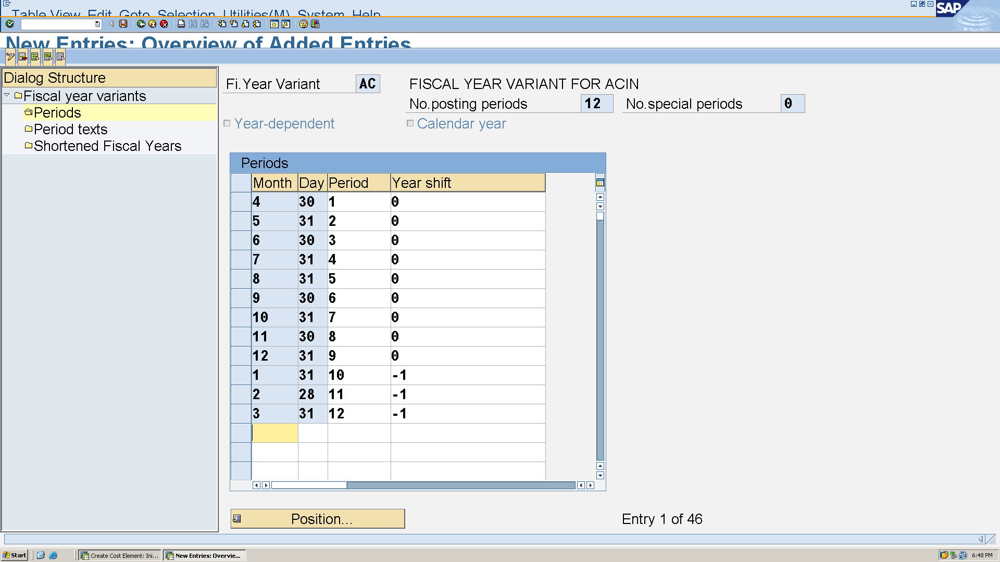 Table View Edit Goto Selection Utilities(M) System Help
SAP
New Entries: Overview of Added Entries
Dialog Structure
Fiscal year variants
Periods
Period texts
Shortened Fiscal Years
Fi.Year Variant AC FISCAL YEAR VARIANT FOR ACIN
No.posting periods 12 No.special periods 0
Year-dependent Calendar year
Periods
Month Day Period Year shift
4 30 1 0
5 31 2 0
6 30 3 0
7 31 4 0
8 31 5 0
9 30 6 0
10 31 7 0
11 30 8 0
12 31 9 0
1 31 10 -1
2 28 11 -1
3 31 12 -1
Position... Entry 1 of 46
Start Create Cost Element: Ini... New Entries: Overvie... 6:48 PM